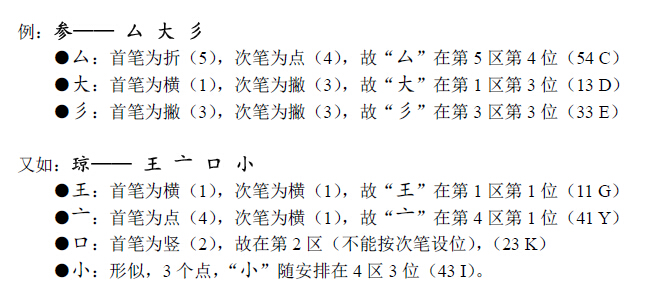 例：参—— 厶 大 彡
●厶：首笔为折（5），次笔为点（4），故“厶”在第 5 区第 4 位（54 C）
●大：首笔为横（1），次笔为撇（3），故“大”在第 1 区第 3 位（13 D）
●彡：首笔为撇（3），次笔为撇（3），故“彡”在第 3 区第 3 位（33 E）
又如：琼—— 王 亠 口 小
●王：首笔为横（1），次笔为横（1），故“王”在第 1 区第 1 位（11 G）
●亠：首笔为点（4），次笔为横（1），故“亠”在第 4 区第 1 位（41 Y）
●口：首笔为竖（2），故在第 2 区（不能按次笔设位），（23 K）
●小：形似，3 个点，“小”随安排在 4 区 3 位（43 I）。